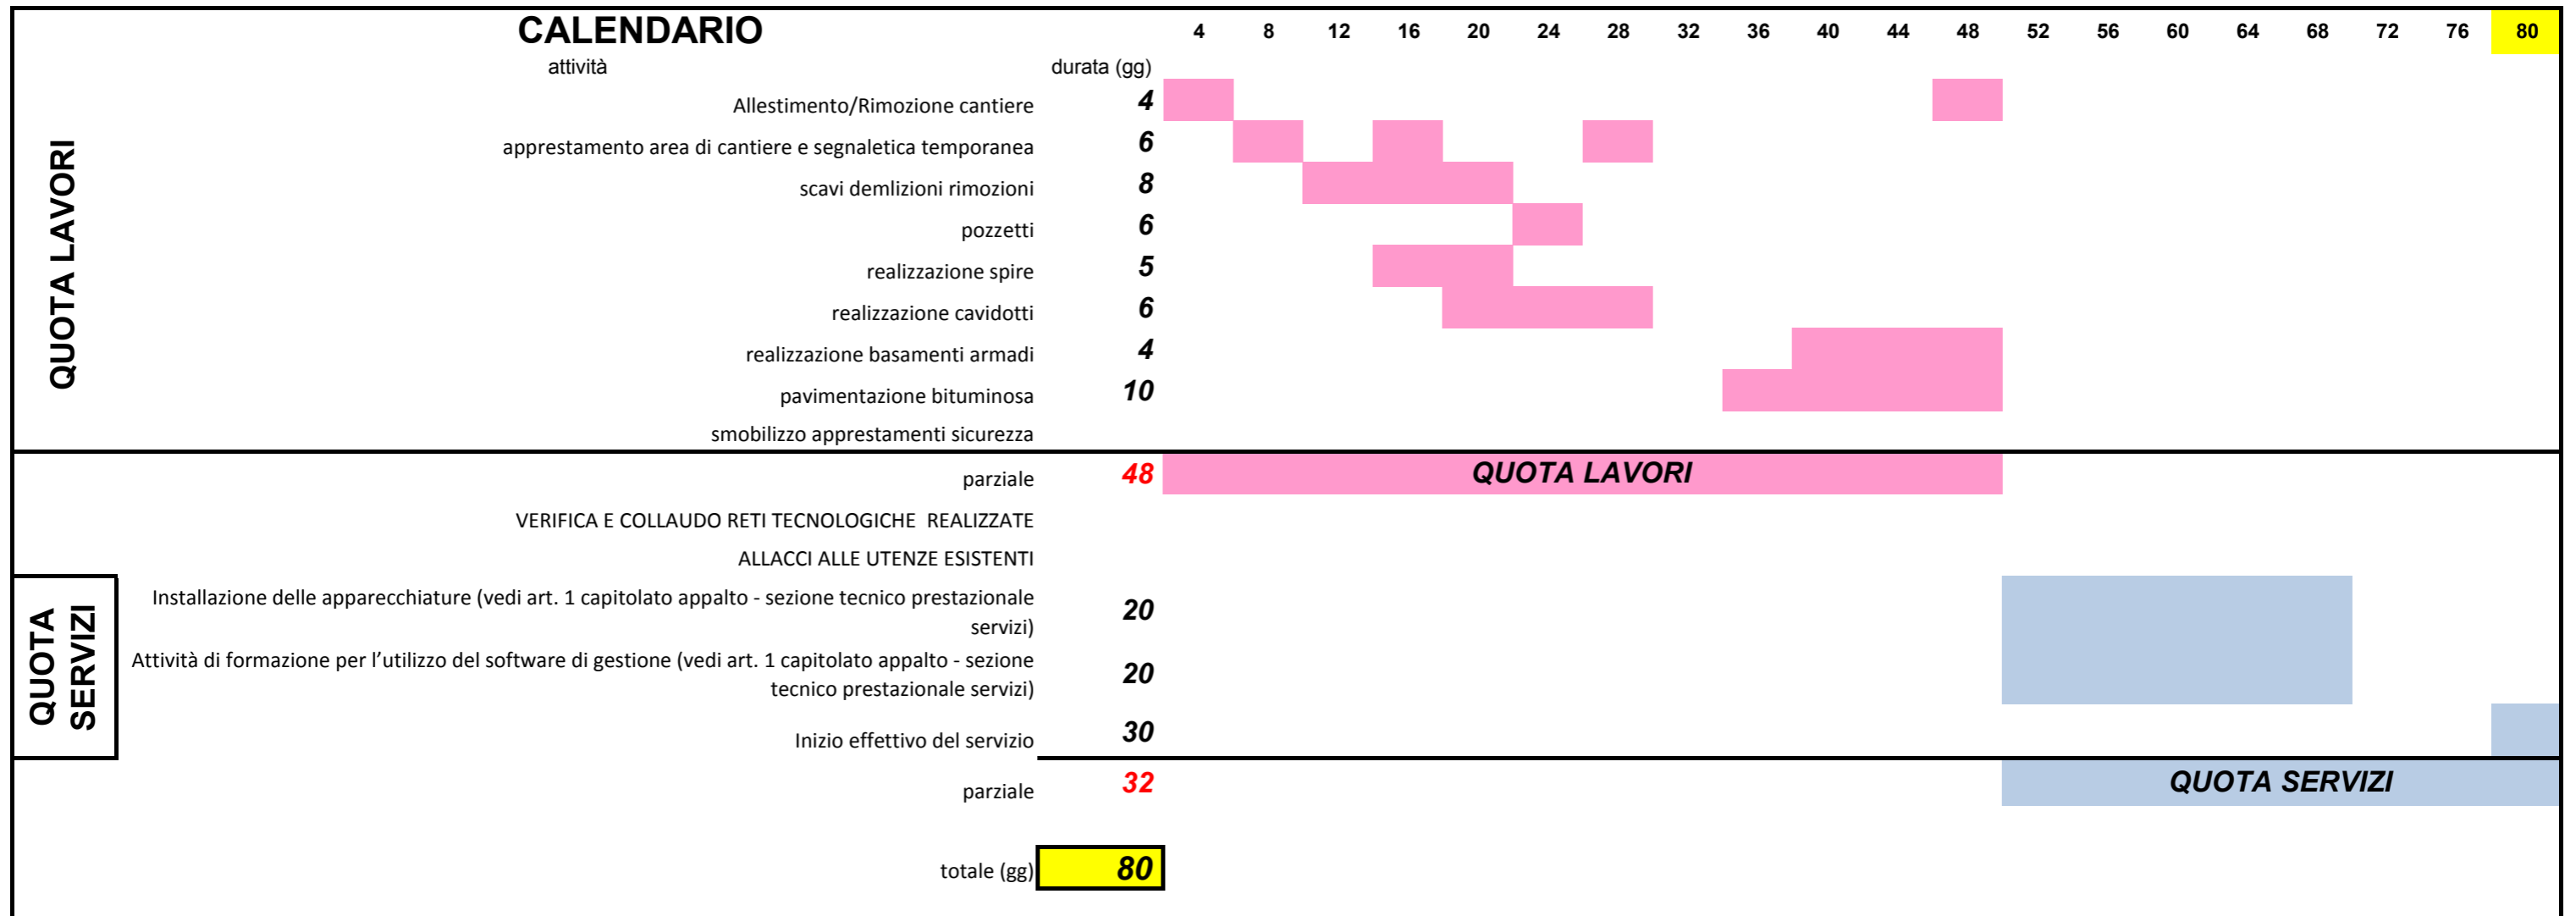 CALENDARIO 4 8 12 16 20 24 28 32 36 40 44 48 52 56 60 64 68 72 76 80
attività durata (gg)
QUOTA LAVORI
Allestimento/Rimozione cantiere 4
apprestamento area di cantiere e segnaletica temporanea 6
scavi demlizioni rimozioni 8
pozzetti 6
realizzazione spire 5
realizzazione cavidotti 6
realizzazione basamenti armadi 4
pavimentazione bituminosa 10
smobilizzo apprestamenti sicurezza
parziale 48 QUOTA LAVORI
VERIFICA E COLLAUDO RETI TECNOLOGICHE REALIZZATE
ALLACCI ALLE UTENZE ESISTENTI
QUOTA
SERVIZI
Installazione delle apparecchiature (vedi art. 1 capitolato appalto - sezione tecnico prestazionale
servizi) 20
Attività di formazione per l’utilizzo del software di gestione (vedi art. 1 capitolato appalto - sezione
tecnico prestazionale servizi) 20
Inizio effettivo del servizio 30
parziale 32 QUOTA SERVIZI
totale (gg) 80